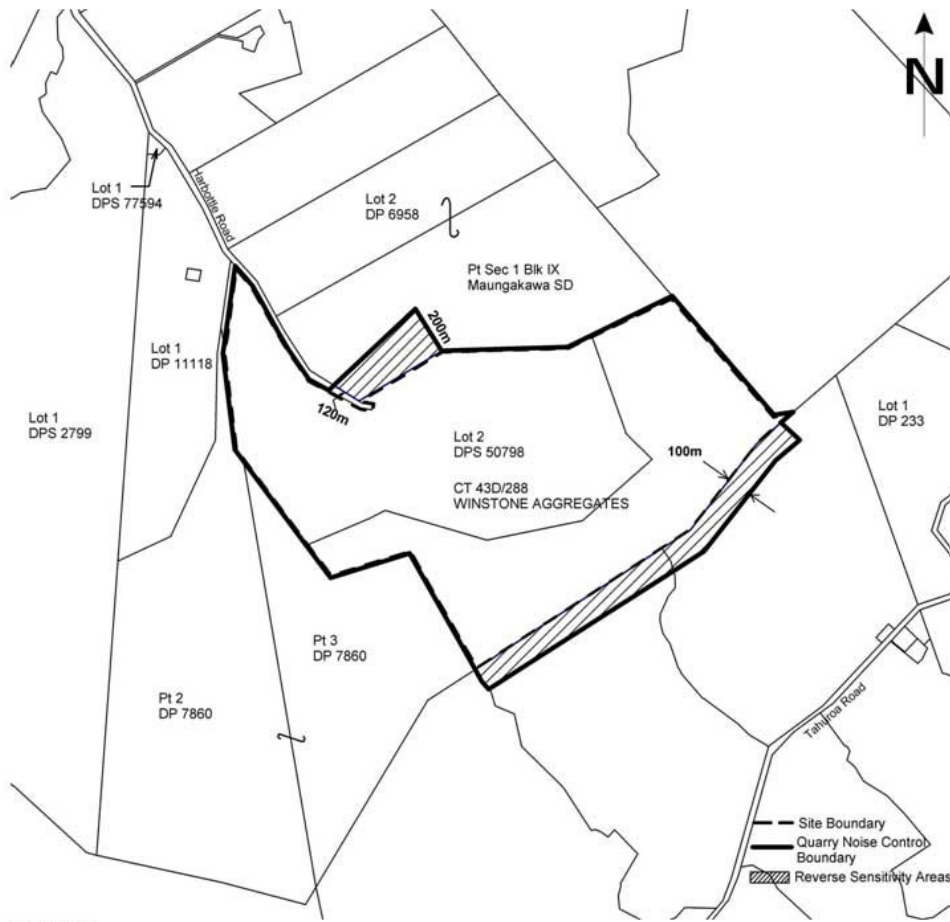 N
Lot 1
DPS 77594
Harbottle Road
Lot 2
DP 6958
Pt Sec 1 Blk IX
Maungakawa SD
200m
Lot 1
DP 11118
120m
Lot 1
DPS 2799
Lot 2
DPS 50798
100m
Lot 1
DP 233
CT 43D/288
WINSTONE AGGREGATES
Pt 3
DP 7860
Pt 2
DP 7860
Tahuroa Road
Site Boundary
Quarry Noise Control
Boundary
Reverse Sensitivity Areas